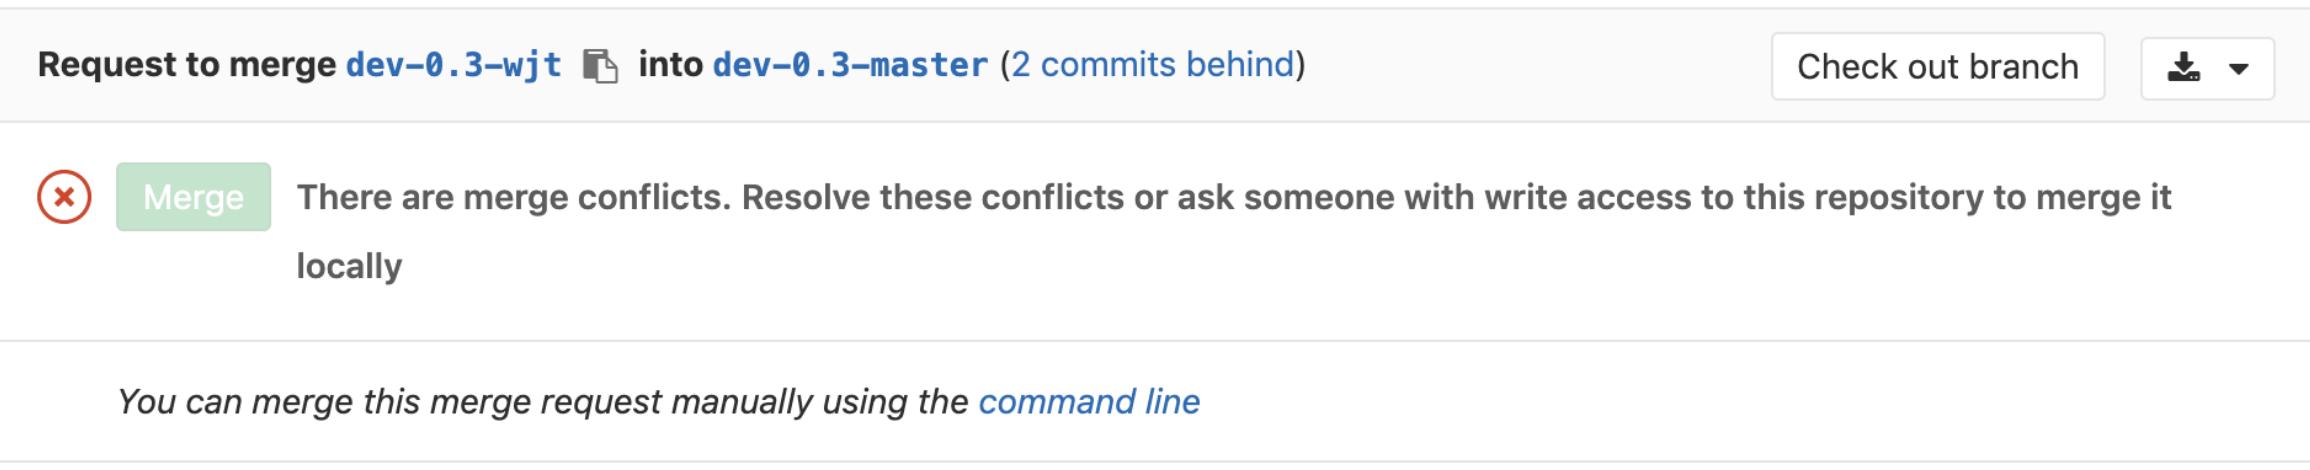 Request to merge dev-0.3-wjt into dev-0.3-master (2 commits behind) Check out branch
Merge There are merge conflicts. Resolve these conflicts or ask someone with write access to this repository to merge it
locally
You can merge this merge request manually using the command line